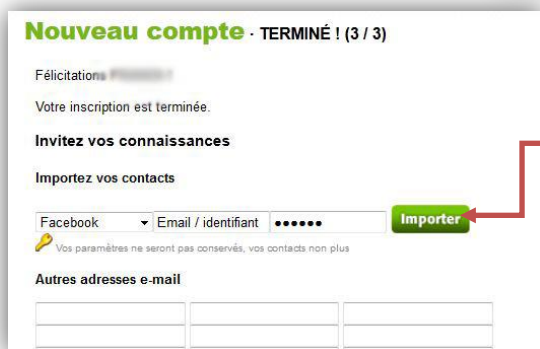 Nouveau compte · TERMINÉ ! (3 / 3)
Félicitations
Votre inscription est terminée.
Invitez vos connaissances
Importez vos contacts
Facebook Email / identifiant •••••• Importer
Vos paramètres ne seront pas conservés, vos contacts non plus
Autres adresses e-mail